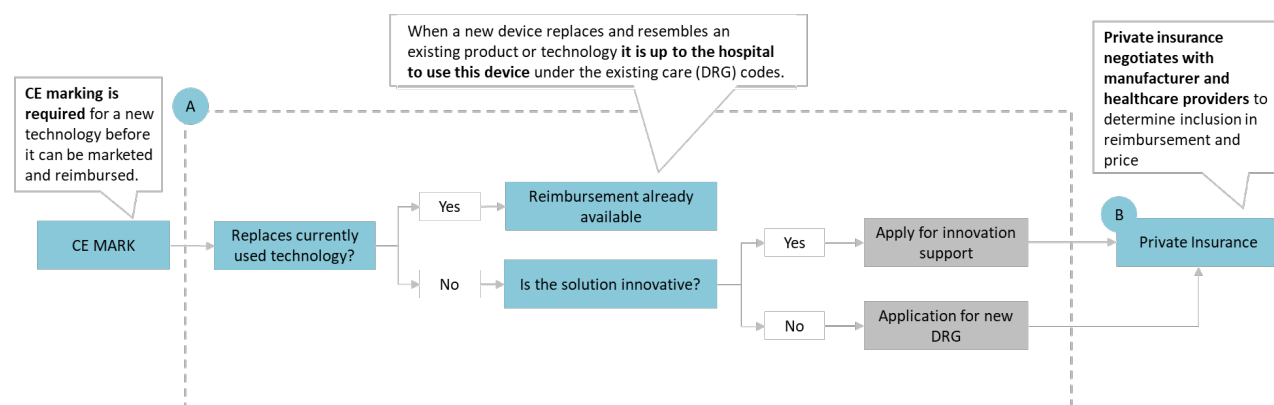 When a new device replaces and resembles an
existing product or technology it is up to the hospital
to use this device under the existing care (DRG) codes.
Private insurance
negotiates with
manufacturer and
healthcare providers to
determine inclusion in
reimbursement and
price
CE marking is
required for a new
technology before
it can be marketed
and reimbursed.
A
CE MARK
Replaces currently
used technology?
Yes
Reimbursement already
available
No
Is the solution innovative?
Yes
Apply for innovation
support
No
Application for new
DRG
B
Private Insurance